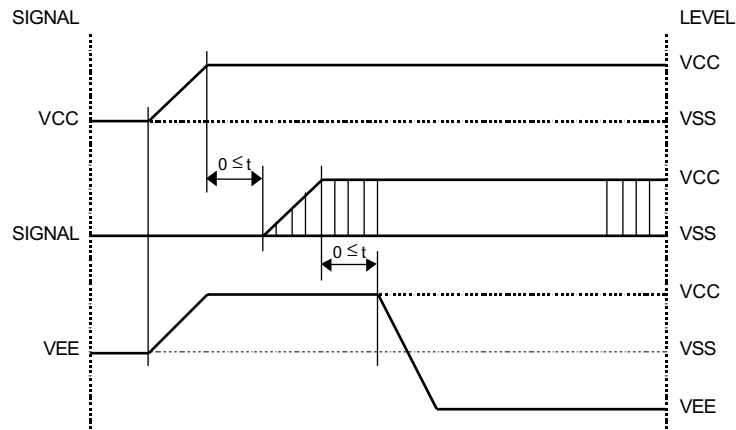 SIGNAL LEVEL
VCC
VCC VSS
0 ≤ t
VCC
SIGNAL VSS
0 ≤ t
VCC
VEE VSS
VEE